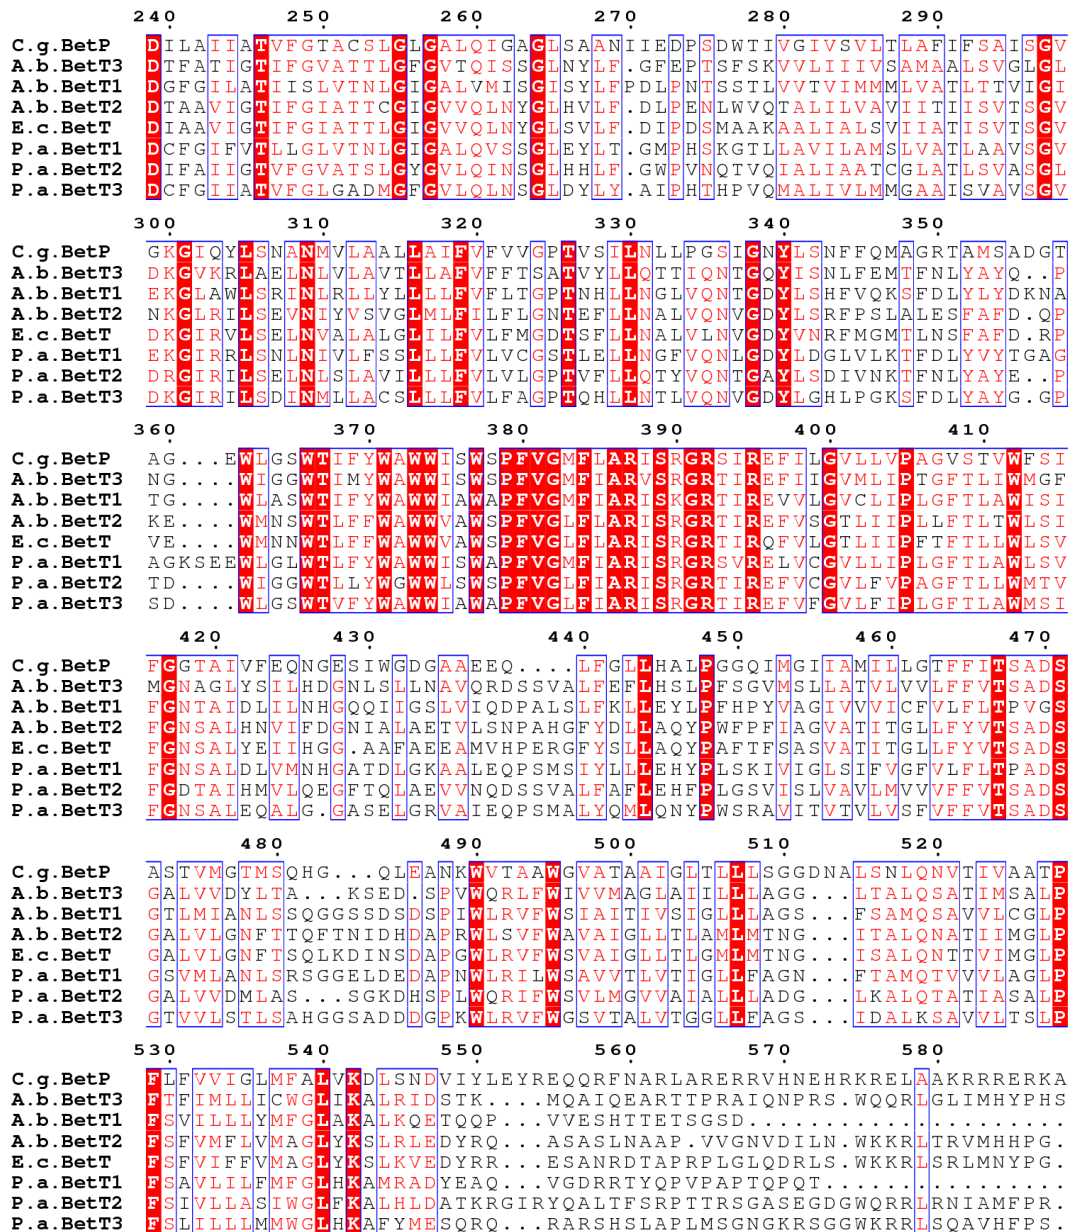 240 250 260 270 280 290
C.g.BetP DILAIIATVFGTACSLGLGALQIGAGLSAANIIEDPSDWTIVGIVSVLTLAFIFSAISGV
A.b.BetT3 DTFATIGTIFGVATTLGFGVTQISSGLNYLF.GFEPTSFSKVVLIIIVSAMAALSVGLGL
A.b.BetT1 DGFGILATIISLVTNLGIGALVMISGISYLFPDLPNTSSTLVVTVIMMLVATLTTVIGI
A.b.BetT2 DTAAVIGTIFGIATTCGIGVVQLNYGLHVLF.DLPENLWVQTALILVAVIITIISVTSGV
E.c.BetT DIAAVIGTIFGIATTLGIGVVQLNYGLSVLF.DIPDSMAAKAALIALSVIIATISVTSGV
P.a.BetT1 DCFGIFVTLLGLVTNLGIGALQVSSGLEYLT.GMPHSKGTLLAVILAMSLVATLAAVSGV
P.a.BetT2 DIFAIIGTVFGVATSLGFGVLQINSGLHHLF.GWPVNQTVQIALIAATCGLATLSVASGL
P.a.BetT3 DCFGIIATVFGLGADMGFGVLQLNSGLDYLY.AIPHTHPVQMALIVLMMGAAISVAVSGV
300 310 320 330 340 350
C.g.BetP GKGIQYLSNANMVLAALLAIFVFVVGPTVSILNLLPGSIGNYLSNFFQMAGRTAMSADGT
A.b.BetT3 DKGVKRLAELNLVLAVTLLAFVFFTSATVYLLQTTIQNTGQYISNLFEMTFNLYAYQ..P
A.b.BetT1 EKGLAWLSRINLRLLYLLLLFVFLTGPTNHLLNGLVQNTGDYLSHFVQKSFDLYLYDKNA
A.b.BetT2 NKGLRILSEVNIYVSVGLMLFILFLGNTEFLLNALVQNVGDYLSRFPSLALESFAFD.QP
E.c.BetT DKGIRVLSELNVALALGLILFVLFMGDTSFLLNALVLNVGDYVNRFMGMTLNSFAFD.RP
P.a.BetT1 EKGIRRLSNLNIVLFSSLLLFVLVCGSTLELLNGFVQNLGDYLDGLVLKTFDLYVYTGAG
P.a.BetT2 DRGIRILSELNLSLAVILLLFVLVLGPTVFLLQTYVQNTGAYLSDIVNKTFNLYAYE..P
P.a.BetT3 DKGIRILSDINMLLACSLLLFVLFAGPTQHLLNTLVQNVGDYLGHLPGKSFDLYAYG.GP
360 370 380 390 400 410
C.g.BetP AG...EWLGSWTIFYWAWWISWSPFVGMFLARISRGRSIREFILGVLLVPAGVSTVWFSI
A.b.BetT3 NG....WIGGWTIMYWAWWISWSPFVGMFIARVSRGRTIREFIIGVMLIPTGFTLIWMGF
A.b.BetT1 TG....WLASWTIFYWAWWIAWAPFVGMFIARISKGRTIREVVLGVCLIPLGFTLAWISI
A.b.BetT2 KE....WMNSWTLFFWAWWVAWSPFVGLFLARISRGRTIREFVSGTLIIPLLFTLTWLSI
E.c.BetT VE....WMNNWTLFFWAWWVAWSPFVGLFLARISRGRTIRQFVLGTLIIPFTFTLLWLSV
P.a.BetT1 AGKSEEWLGLWTLFYWAWWISWAPFVGMFIAKISRGRSVRELVCGVLLIPLGFTLAWLSV
P.a.BetT2 TD....WIGGWTLLYWGWWLSWSPFVGLFIARISRGRTIREFVCGVLFVPAGFTLLWMTV
P.a.BetT3 SD....WLGSWTVFYWAWWIAWAPFVGLFIARISRGRTIREFVFGVLFIPLGFTLAWMSI
420 430 440 450 460 470
C.g.BetP FGGTAIVFEQNGESIWGDGAAEEQ....LFGLLHALPGGQIMGIIAMILLGTFFITSADS
A.b.BetT3 MGNAGLYSILHDGNLSLLNAVQRDSSVALFEFLHSLPFSGVMSLLATVLVVLFFVTSADS
A.b.BetT1 FGNTAIDLILNHGQQIIGSLVIQDPALSLFKLLEYLPFHPYVAGIVVVICFVLFLTPVGS
A.b.BetT2 FGNSALHNVIFDGNIALAETVLSNPAHGFYDLLAQYPWFPFIAGVATITGLLFYVTSADS
E.c.BetT FGNSALYEIIHGG.AAFAEEAMVHPERGFYSLLAQYPAFTFSASVATITGLLFYVTSADS
P.a.BetT1 FGNSALDLVMNHGATDLGKAALEQPSMSIYLLLEHYPLSKIVIGLSIFVGFVLFLTPADS
P.a.BetT2 FGDTAIHMVLQEGFTQLAEVVNQDSSVALFAFLEHFPLGSVISLVAVLMVVVFFVTSADS
P.a.BetT3 FGNSALEQALG.GASELGRVAIEQPSMALYQMLQNYPWSRAVITVTVLVSFVFFVTSADS
480 490 500 510 520
C.g.BetP ASTVMGTMSQHG...QLEANKWVTAAWGVATAAIGLTLLLSGGDNALSNLQNVTIVAATP
A.b.BetT3 GALVVDYLTA...KSED.SPVWQRLFWIVVMAGLAIILLLAGG...LTALQSATIMSALP
A.b.BetT1 GTLMIANLSSQGGSSDSDSPIWLRVFWSIAITIVSIGLLLAGS...FSAMQSAVVLCGLP
A.b.BetT2 GALVLGNFTTQFTNIDHDAPRWLSVFWAVAIGLLTLAMLMTNG...ITALQNATIIMGLP
E.c.BetT GALVLGNFTSQLKDINSDAPGWLRVFWSVAIGLLTLGMLMTNG...ISALQNTTVIMGLP
P.a.BetT1 GSVMLANLSRSGGELDEDAPNWLRILWSAVVTLVTIGLLFAGN...FTAMQTVVVLAGLP
P.a.BetT2 GALVVDMLAS...SGKDHSPLWQRIFWSVLMGVVAIALLLADG...LKALQTATIASALP
P.a.BetT3 GTVVLSTLSAHGGSADDDGPKWLRVFWGSVTALVTGGLLFAGS...IDALKSAVVLTSLP
530 540 550 560 570 580
C.g.BetP FLFVVIGLMFALVKDLSNDVIYLEYREQQRFNARLARERRVHNEHRKRELAAKRRRERKA
A.b.BetT3 FTFIMLLICWGLIKALRIDSTK....MQAIQEARTTPRAIQNPRS.WQQRLGLIMHYPHS
A.b.BetT1 FSVILLLYMFGLAKALKQETQQP...VVESHTTETSGSD.....................
A.b.BetT2 FSFVMFLVMAGLYKSLRLEDYRQ...ASASLNAAP.VVGNVDILN.WKKRLTRVMHHPG.
E.c.BetT FSFVIFFVMAGLYKSLKVEDYRR...ESANRDTAPRPLGLQDRLS.WKKRLSRLMNYPG.
P.a.BetT1 FSAVLILFMFGLHKAMRADYEAQ...VGDRRTYQPVPAPTQPQT................
P.a.BetT2 FSIVLLASIWGLFKALHLDATKRGIRYQALTFSRPTTRSGASEGDGWQRRLRNIAMFPR.
P.a.BetT3 FSLILLLMMWGLHKAFYMESQRQ...RARSHSLAPLMSGNGKRSGGWKRRLSQAVHFPS.